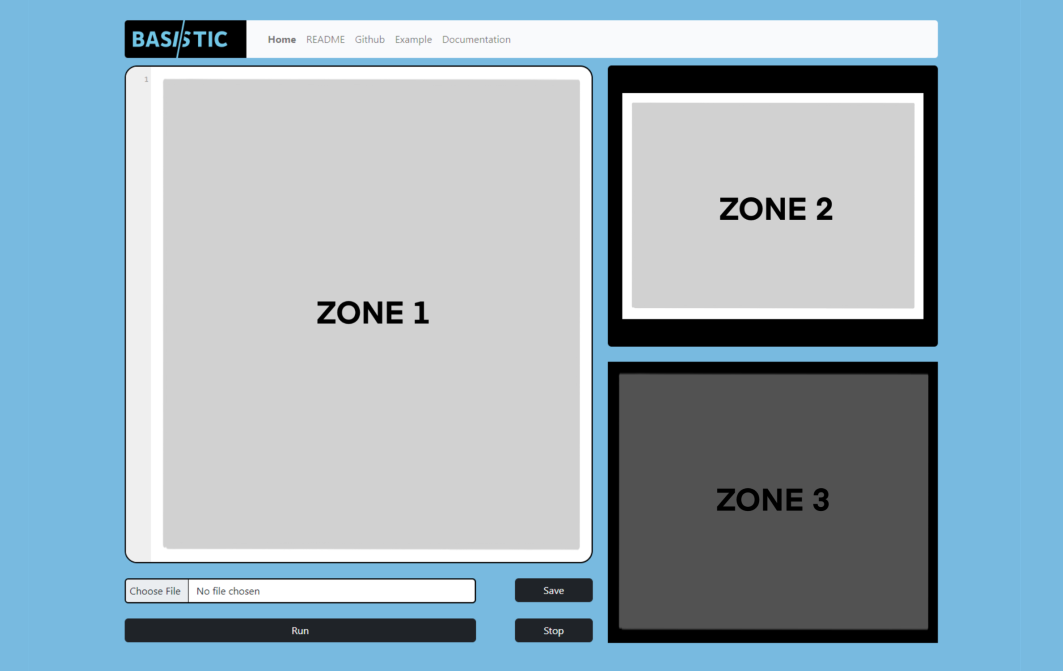 BASISTIC
Home README Github Example Documentation
1
ZONE 1
ZONE 2
ZONE 3
Choose File No file chosen
Save
Run
Stop